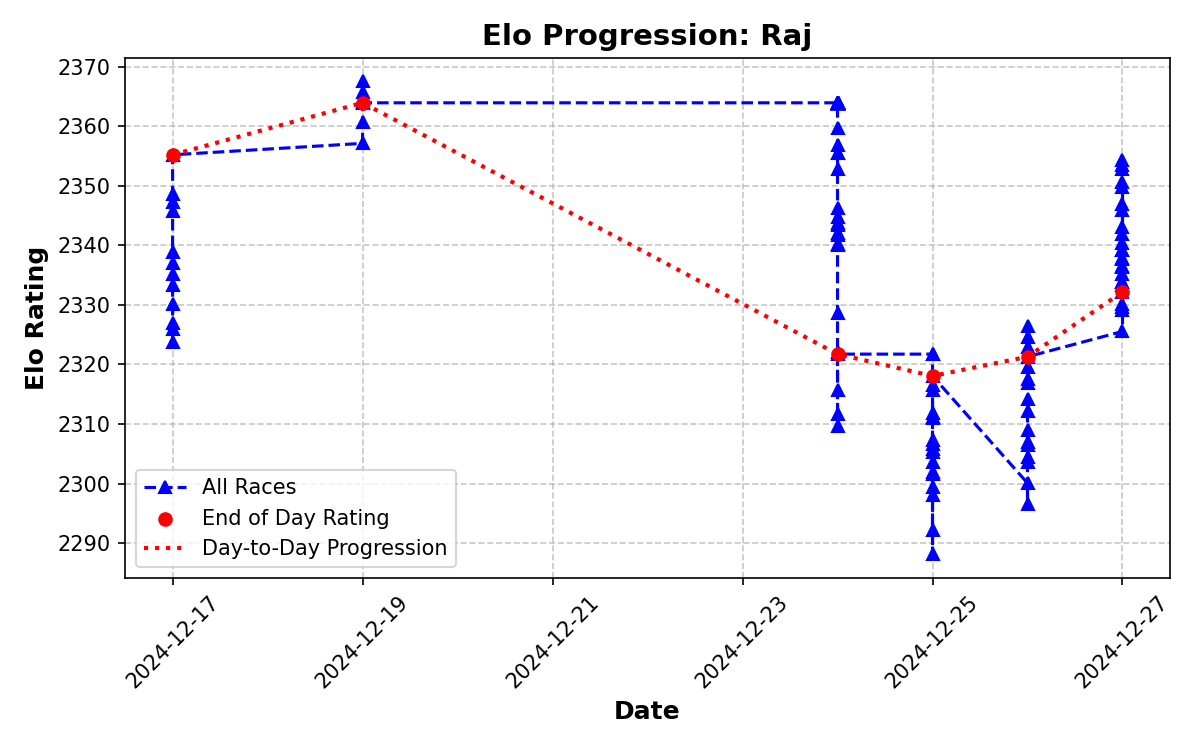 Elo Progression: Raj
Elo Rating
2370
2360
2350
2340
2330
2320
2310
2300
2290
All Races
End of Day Rating
Day-to-Day Progression
2024-12-17
2024-12-19
2024-12-21
2024-12-23
2024-12-25
2024-12-27
Date